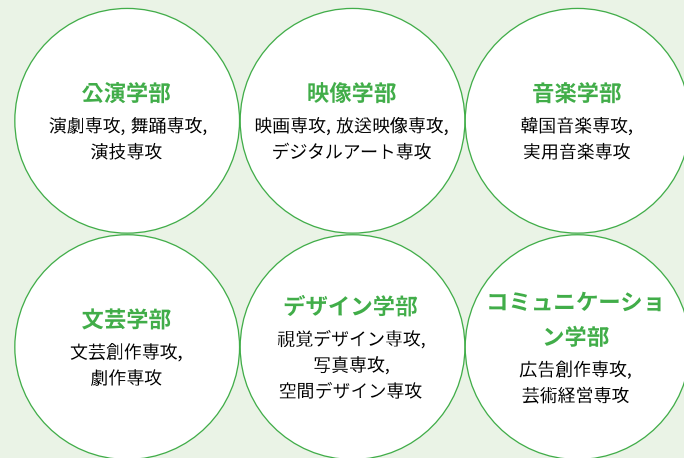 公演学部
演劇専攻, 舞踊専攻,
演技専攻
映像学部
映画専攻, 放送映像専攻,
デジタルアート専攻
音楽学部
韓国音楽専攻,
実用音楽専攻
文芸学部
文芸創作専攻,
劇作専攻
デザイン学部
視覚デザイン専攻,
写真専攻,
空間デザイン専攻
コミュニケーショ
ン学部
広告創作専攻,
芸術経営専攻